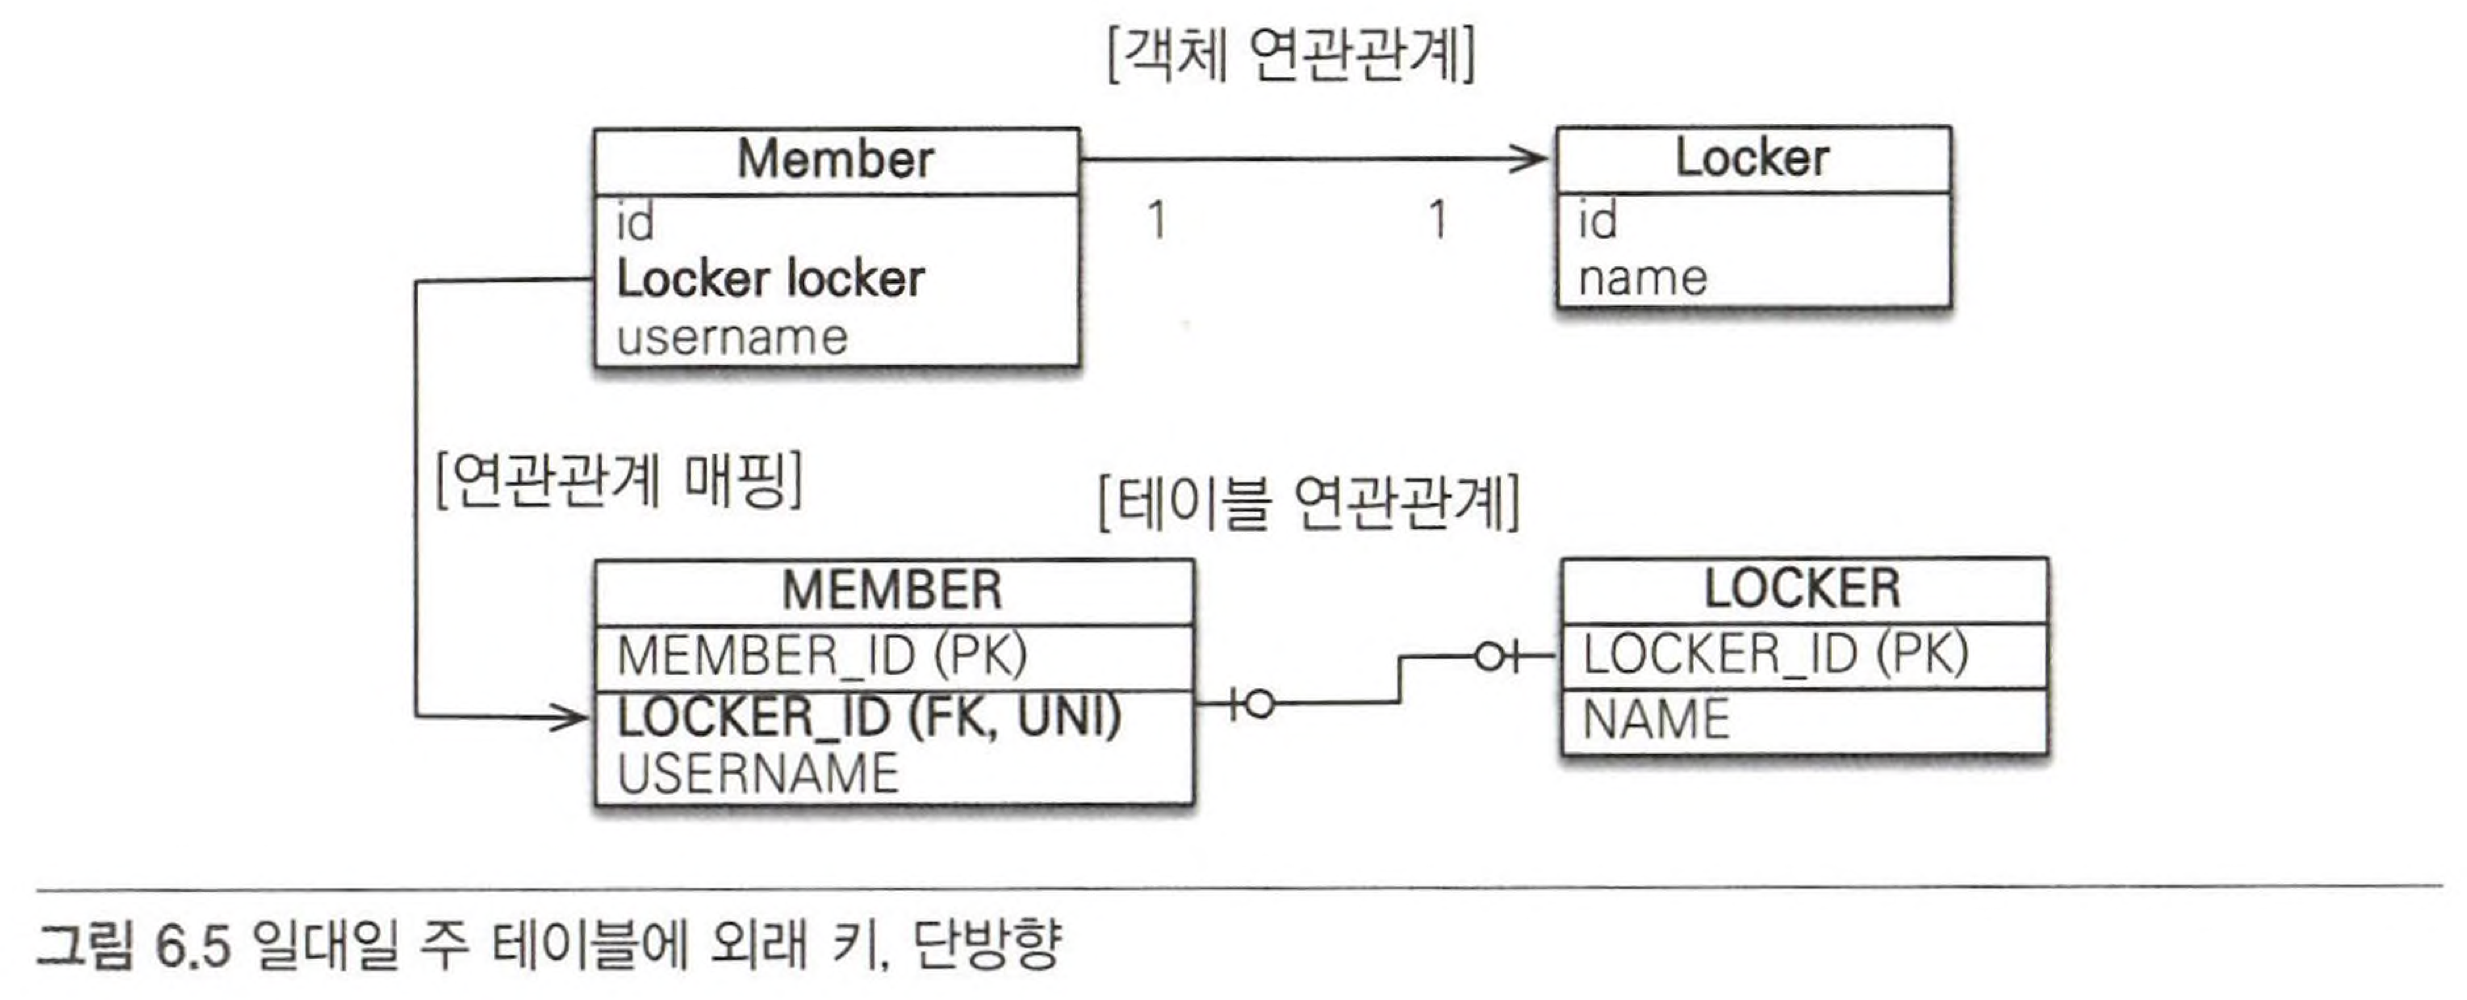 [객체 연관관계]
Member
id
Locker locker
username
1
1
Locker
id
name
[연관관계 매핑]
[테이블 연관관계]
MEMBER
MEMBER_ID (PK)
LOCKER_ID (FK, UNI)
USERNAME
LOCKER
LOCKER_ID (PK)
NAME
그림 6.5 일대일 주 테이블에 외래 키, 단방향